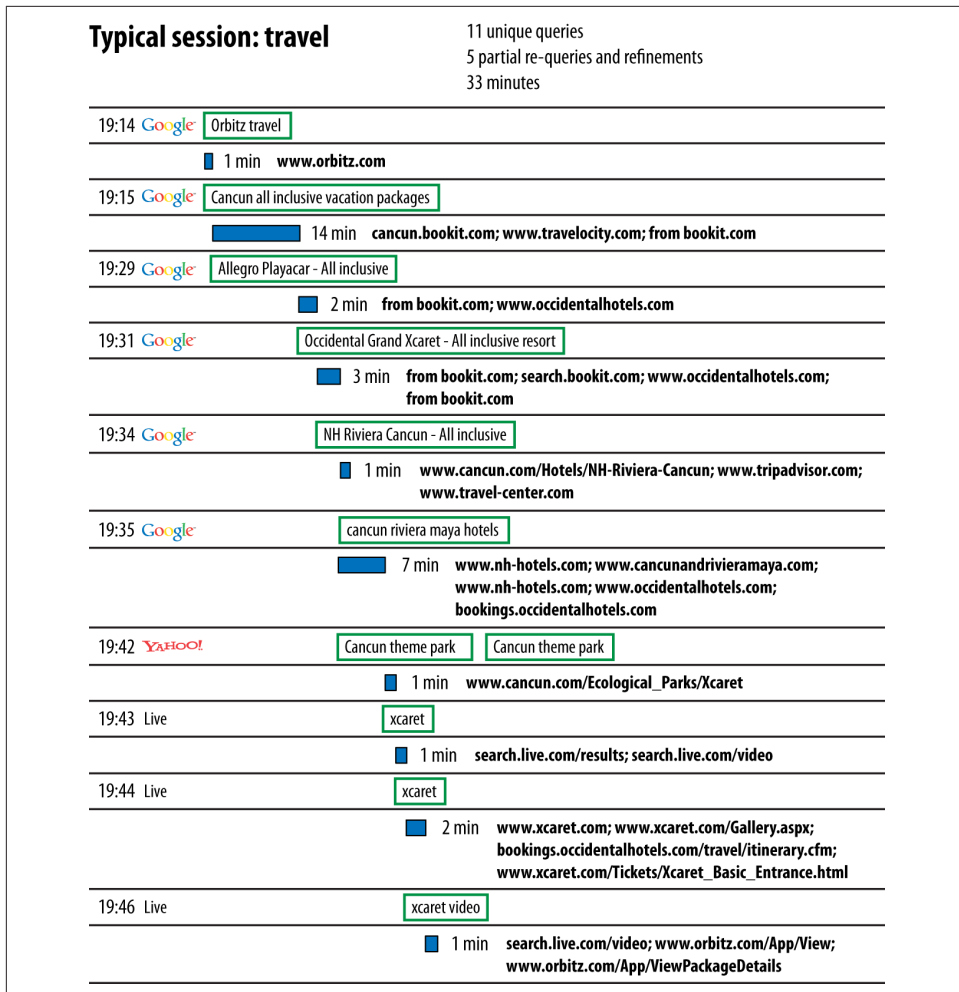 Typical session: travel
11 unique queries
5 partial re-queries and refinements
33 minutes
19:14 Google Orbitz travel
1 min www.orbitz.com
19:15 Google Cancun all inclusive vacation packages
14 min cancun.bookit.com; www.travelocity.com; from bookit.com
19:29 Google Allegro Playacar - All inclusive
2 min from bookit.com; www.occidentalhotels.com
19:31 Google Occidental Grand Xcaret - All inclusive resort
3 min from bookit.com; search.bookit.com; www.occidentalhotels.com;
from bookit.com
19:34 Google NH Riviera Cancun - All inclusive
1 min www.cancun.com/Hotels/NH-Riviera-Cancun; www.tripadvisor.com;
www.travel-center.com
19:35 Google cancun riviera maya hotels
7 min www.nh-hotels.com; www.cancunandrivieramaya.com;
www.nh-hotels.com; www.occidentalhotels.com;
bookings.occidentalhotels.com
19:42 YAHOO! Cancun theme park Cancun theme park
1 min www.cancun.com/Ecological_Parks/Xcaret
19:43 Live xcaret
1 min search.live.com/results; search.live.com/video
19:44 Live xcaret
2 min www.xcaret.com; www.xcaret.com/Gallery.aspx;
bookings.occidentalhotels.com/travel/itinerary.cfm;
www.xcaret.com/Tickets/Xcaret_Basic_Entrance.html
19:46 Live xcaret video
1 min search.live.com/video; www.orbitz.com/App/View;
www.orbitz.com/App/ViewPackageDetails